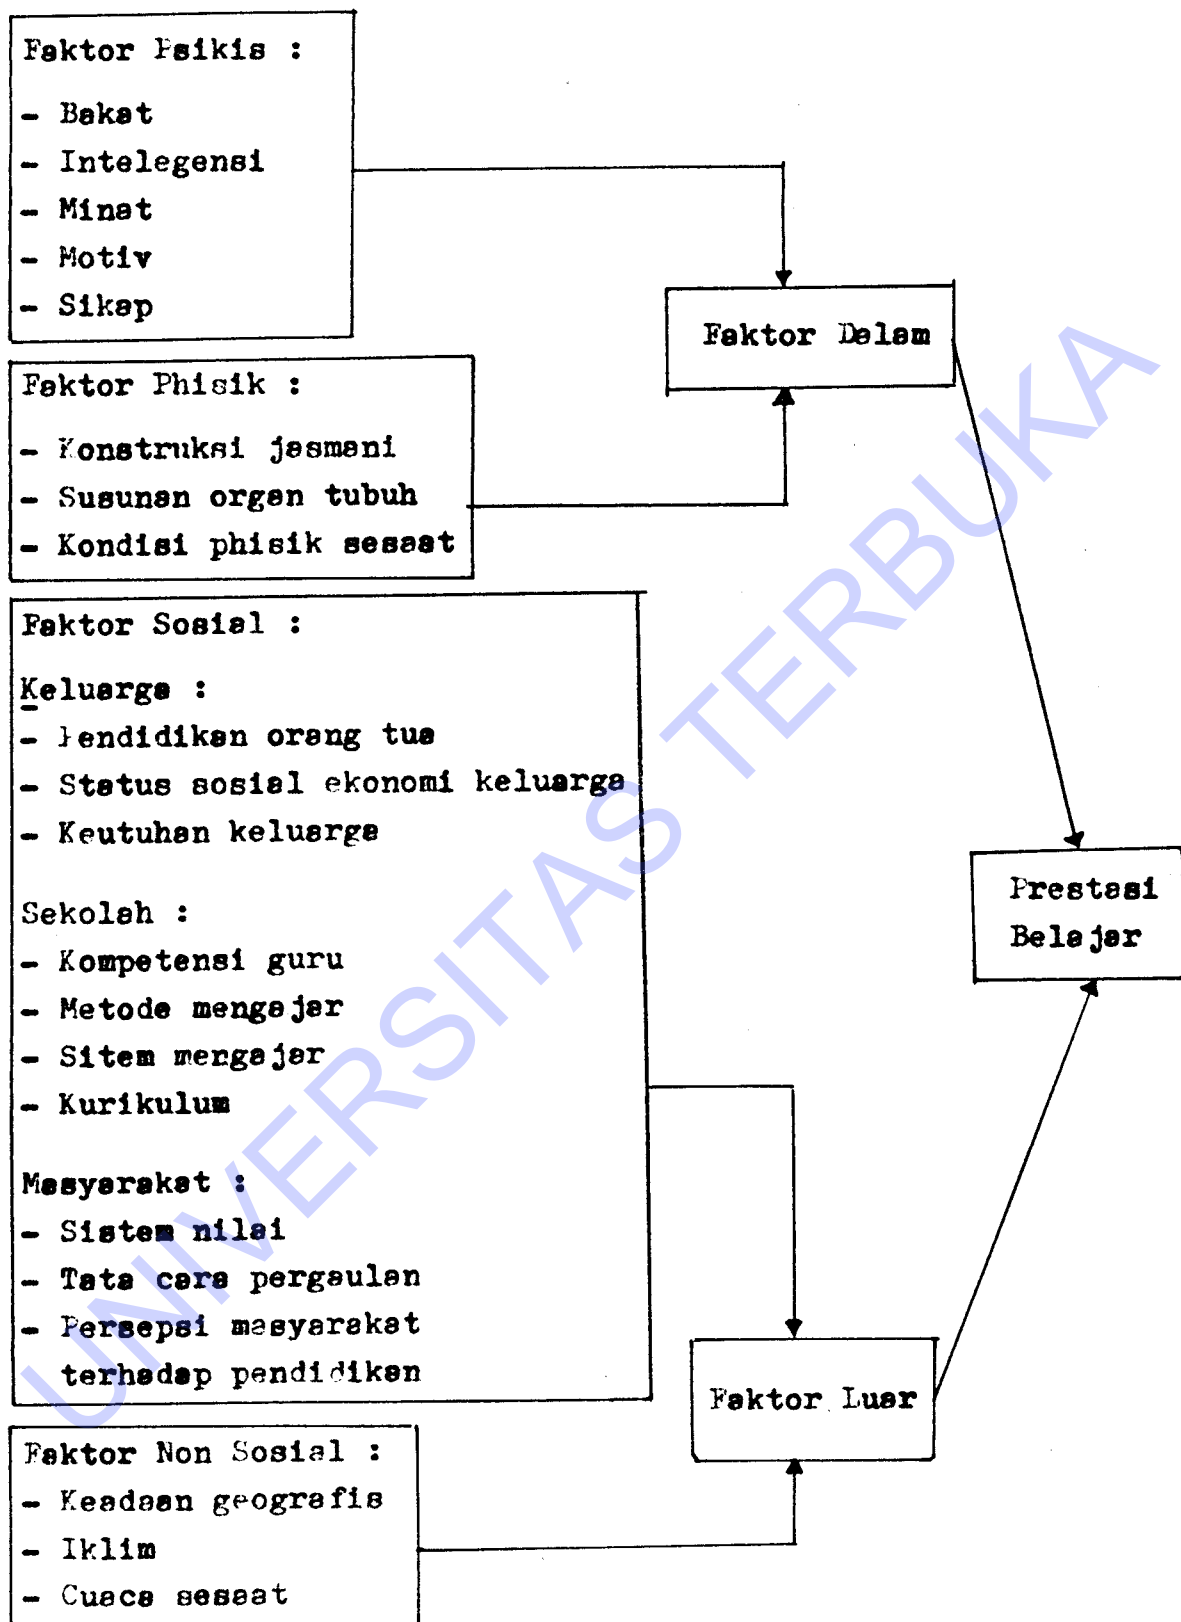 Faktor Psikis :
- Bakat
- Intelegensi
- Minat
- Motiv
- Sikap
Faktor Phisik :
- Konstruksi jasmani
- Susunan organ tubuh
- Kondisi phisik sesaat
Faktor Sosial :
Keluarga :
- Pendidikan orang tua
- Status sosial ekonomi keluarga
- Keutuhan keluarga
Sekolah :
- Kompetensi guru
- Metode mengajar
- Sitem mengajar
- Kurikulum
Masyarakat :
- Sistem nilai
- Tata cara pergaulan
- Persepsi masyarakat
terhadap pendidikan
Faktor Non Sosial :
- Keadaan geografis
- Iklim
- Cuaca sesaat
Faktor Dalam
Faktor Luar
Prestasi
Belajar
UNIVERSITAS TERBUKA